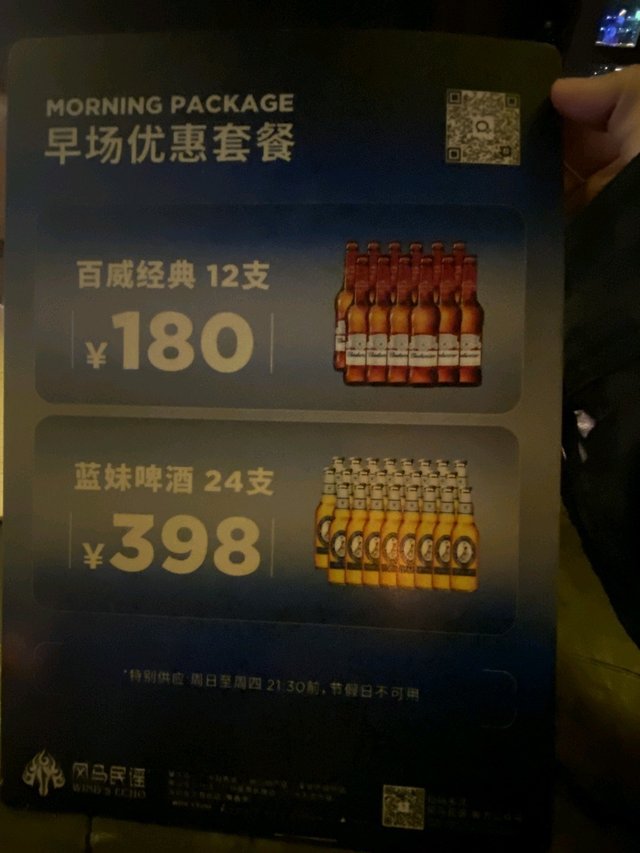 MORNING PACKAGE
早场优惠套餐
百威经典 12支
¥180
蓝妹啤酒 24支
¥398
*特别供应 周日至周四 21:30前，节假日不可用
风马民谣
WIND'S ECHO